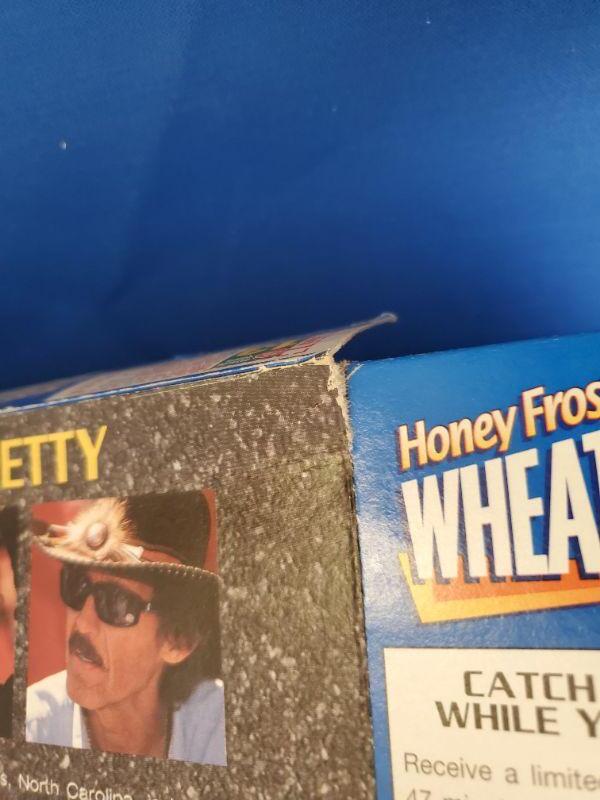 ETTY
s, North Carolina,
Honey Fros
WHEAT
CATCH
WHILE Y
Receive a limite